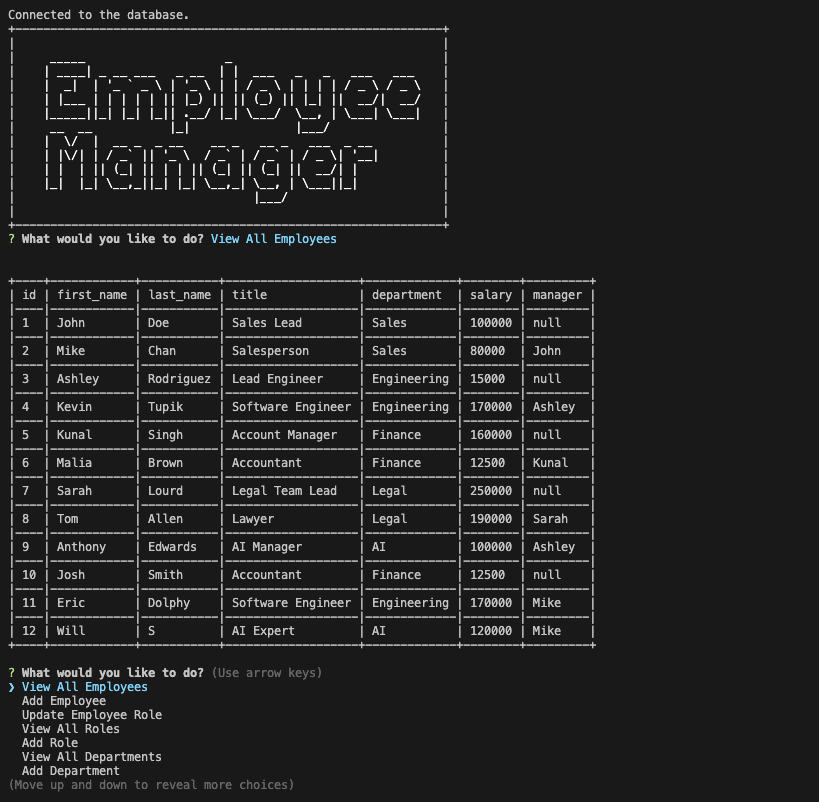 Connected to the database.
Employee
Manager
? What would you like to do? View All Employees
| id | first_name | last_name | title | department | salary | manager |
| 1 | John | Doe | Sales Lead | Sales | 100000 | null |
| 2 | Mike | Chan | Salesperson | Sales | 80000 | John |
| 3 | Ashley | Rodriguez | Lead Engineer | Engineering | 15000 | null |
| 4 | Kevin | Tupik | Software Engineer | Engineering | 170000 | Ashley |
| 5 | Kunal | Singh | Account Manager | Finance | 160000 | null |
| 6 | Malia | Brown | Accountant | Finance | 12500 | Kunal |
| 7 | Sarah | Lourd | Legal Team Lead | Legal | 250000 | null |
| 8 | Tom | Allen | Lawyer | Legal | 190000 | Sarah |
| 9 | Anthony | Edwards | AI Manager | AI | 100000 | Ashley |
| 10 | Josh | Smith | Accountant | Finance | 12500 | null |
| 11 | Eric | Dolphy | Software Engineer | Engineering | 170000 | Mike |
| 12 | Will | S | AI Expert | AI | 120000 | Mike |
? What would you like to do? (Use arrow keys)
❯ View All Employees
Add Employee
Update Employee Role
View All Roles
Add Role
View All Departments
Add Department
(Move up and down to reveal more choices)